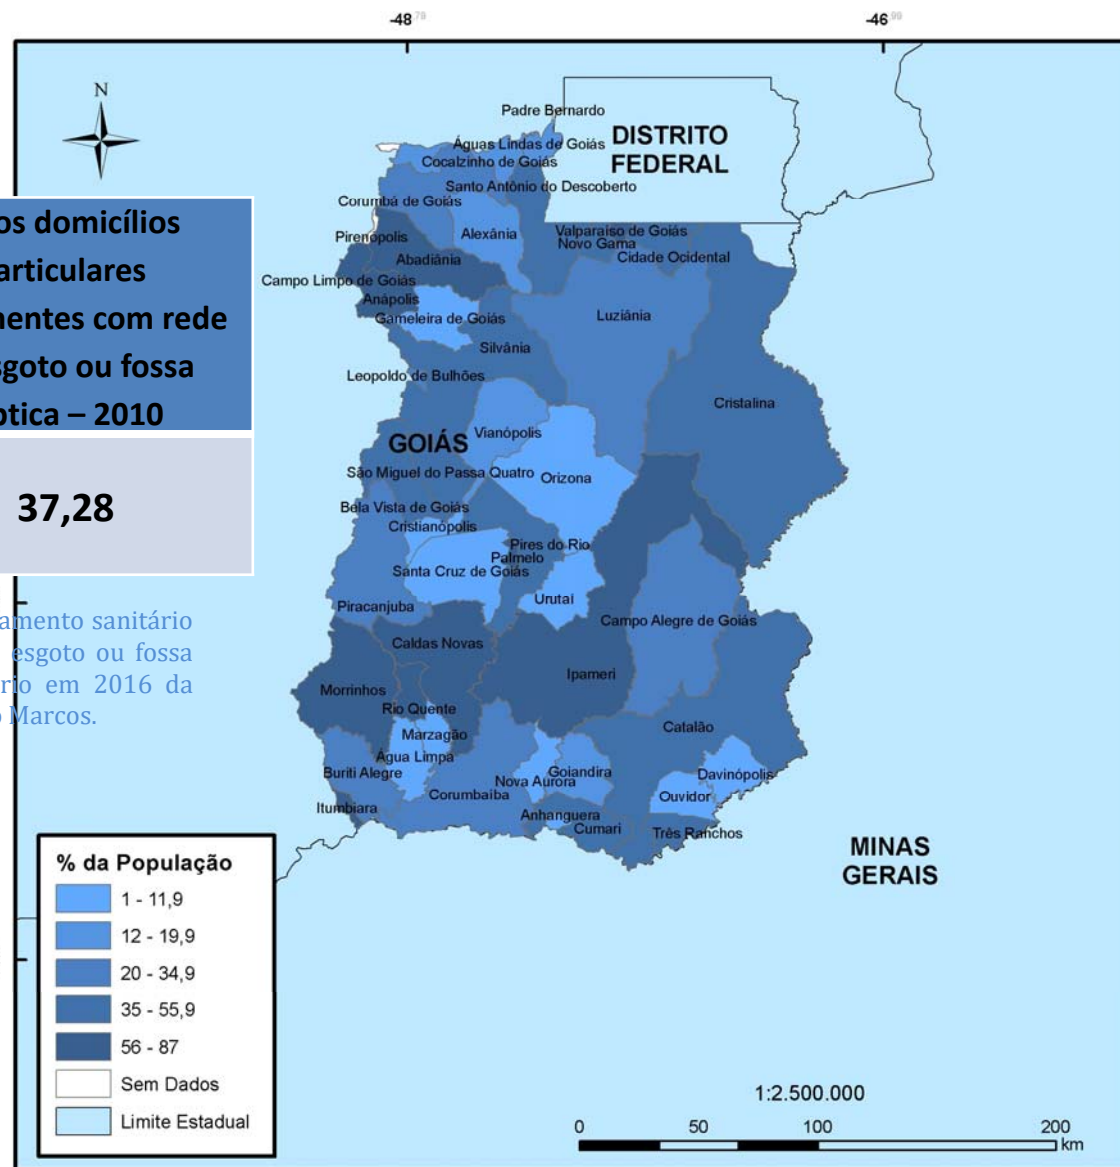 -48,78
-46,99
N
Padre Bernardo
DISTRITO
FEDERAL
Águas Lindas de Goiás
Cocalzinho de Goiás
Santo Antônio do Descoberto
Corumbá de Goiás
os domicílios
Pirenópolis
Alexânia
Valparaíso de Goiás
Novo Gama
Abadiânia
Cidade Ocidental
articulares
Campo Limpo de Goiás
Anápolis
nentes com rede
Gameleira de Goiás
Luziânia
Silvânia
sgoto ou fossa
Leopoldo de Bulhões
Cristalina
ptica – 2010
Vianópolis
GOIÁS
São Miguel do Passa Quatro
Orizona
37,28
Bela Vista de Goiás
Cristianópolis
Pires do Rio
Palmelo
Santa Cruz de Goiás
Urutaí
Piracanjuba
Campo Alegre de Goiás
amento sanitário
esgoto ou fossa
Caldas Novas
Ipameri
rio em 2016 da
Morrinhos
Rio Quente
o Marcos.
Catalão
Marzagão
Água Limpa
Buriti Alegre
Goiandira
Davinópolis
Nova Aurora
Corumbaíba
Ouvidor
Itumbiara
Anhanguera
Cumari
Três Ranchos
MINAS
GERAIS
% da População
1 - 11,9
12 - 19,9
20 - 34,9
35 - 55,9
56 - 87
Sem Dados
Limite Estadual
1:2.500.000
0 50 100 200
km